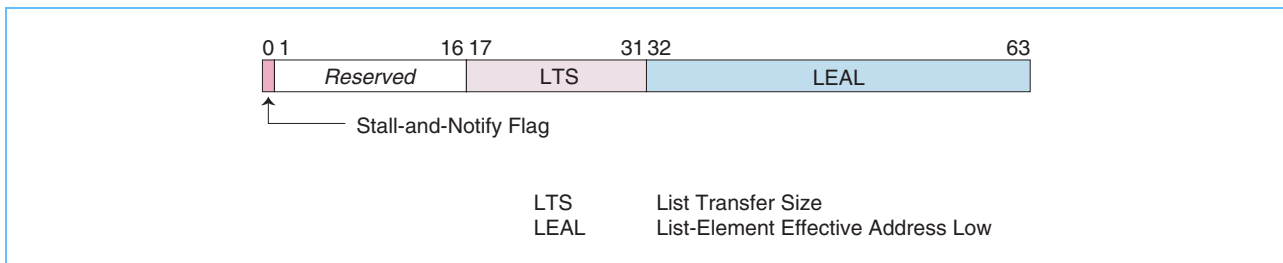 0 1 16 17 31 32 63
Reserved LTS LEAL
Stall-and-Notify Flag
LTS List Transfer Size
LEAL List-Element Effective Address Low